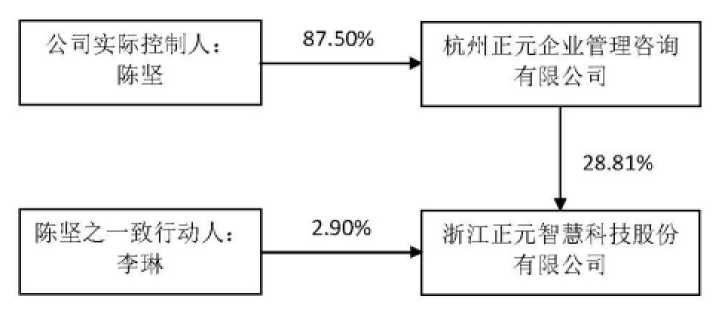 公司实际控制人：
陈坚
87.50%
杭州正元企业管理咨询
有限公司
28.81%
陈坚之一致行动人：
李琳
2.90%
浙江正元智慧科技股份
有限公司